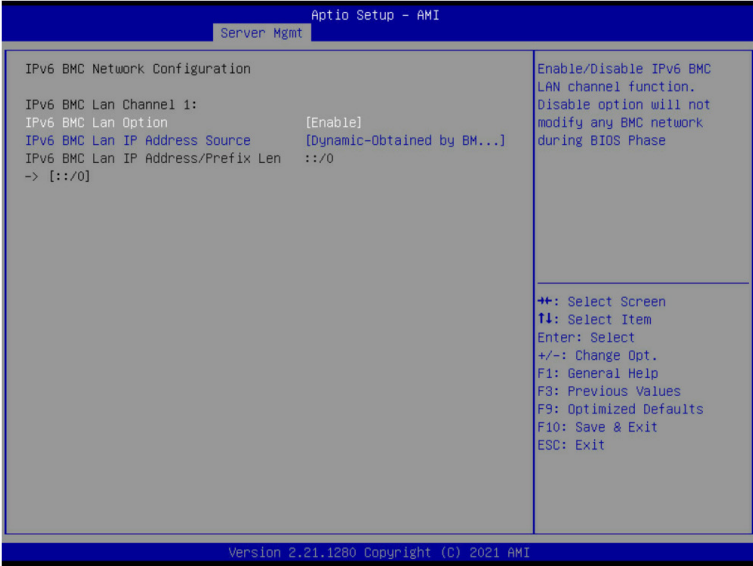 Aptio Setup - AMI
Server Mgmt
IPv6 BMC Network Configuration
IPv6 BMC Lan Channel 1:
IPv6 BMC Lan Option [Enable]
IPv6 BMC Lan IP Address Source [Dynamic-Obtained by BM...]
IPv6 BMC Lan IP Address/Prefix Len ::/0
-> [::/0]
Enable/Disable IPv6 BMC
LAN channel function.
Disable option will not
modify any BMC network
during BIOS Phase
→←: Select Screen
↑↓: Select Item
Enter: Select
+/-: Change Opt.
F1: General Help
F3: Previous Values
F9: Optimized Defaults
F10: Save & Exit
ESC: Exit
Version 2.21.1280 Copyright (C) 2021 AMI